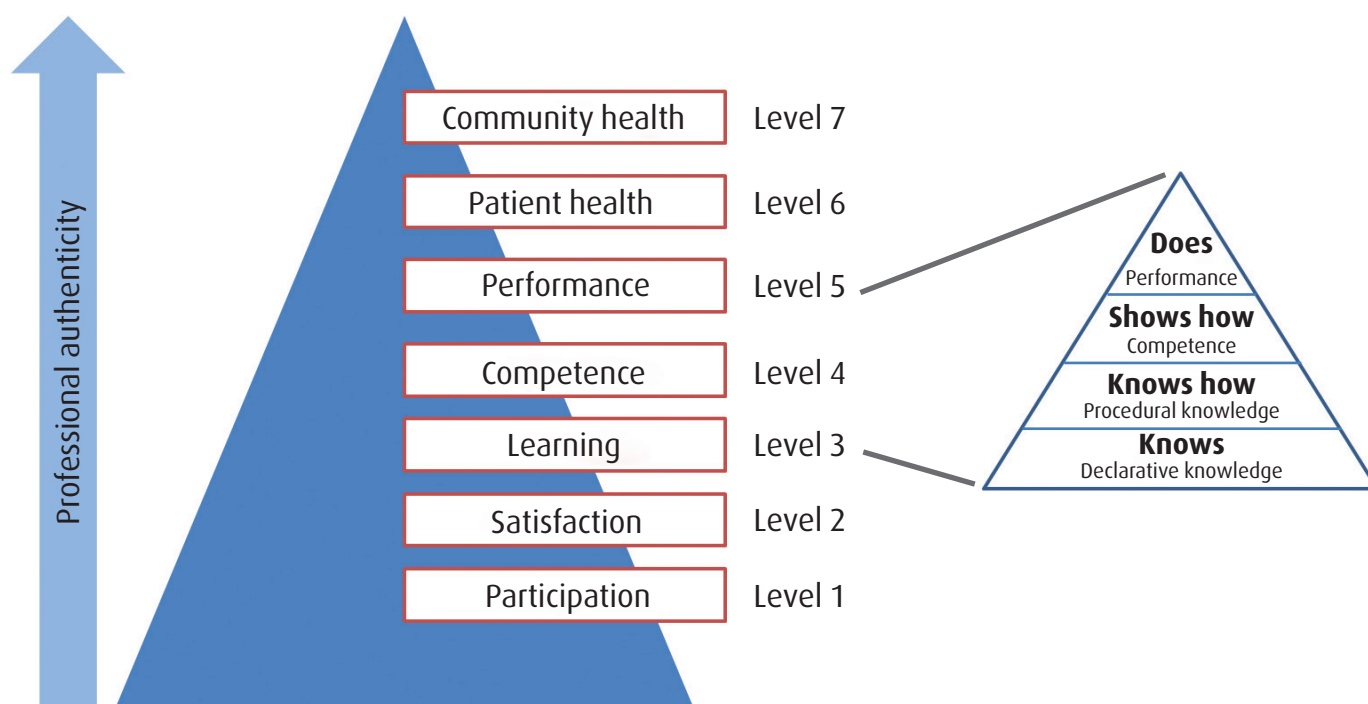 Professional authenticity
Community health Level 7
Patient health Level 6
Performance Level 5
Competence Level 4
Learning Level 3
Satisfaction Level 2
Participation Level 1
Does
Performance
Shows how
Competence
Knows how
Procedural knowledge
Knows
Declarative knowledge